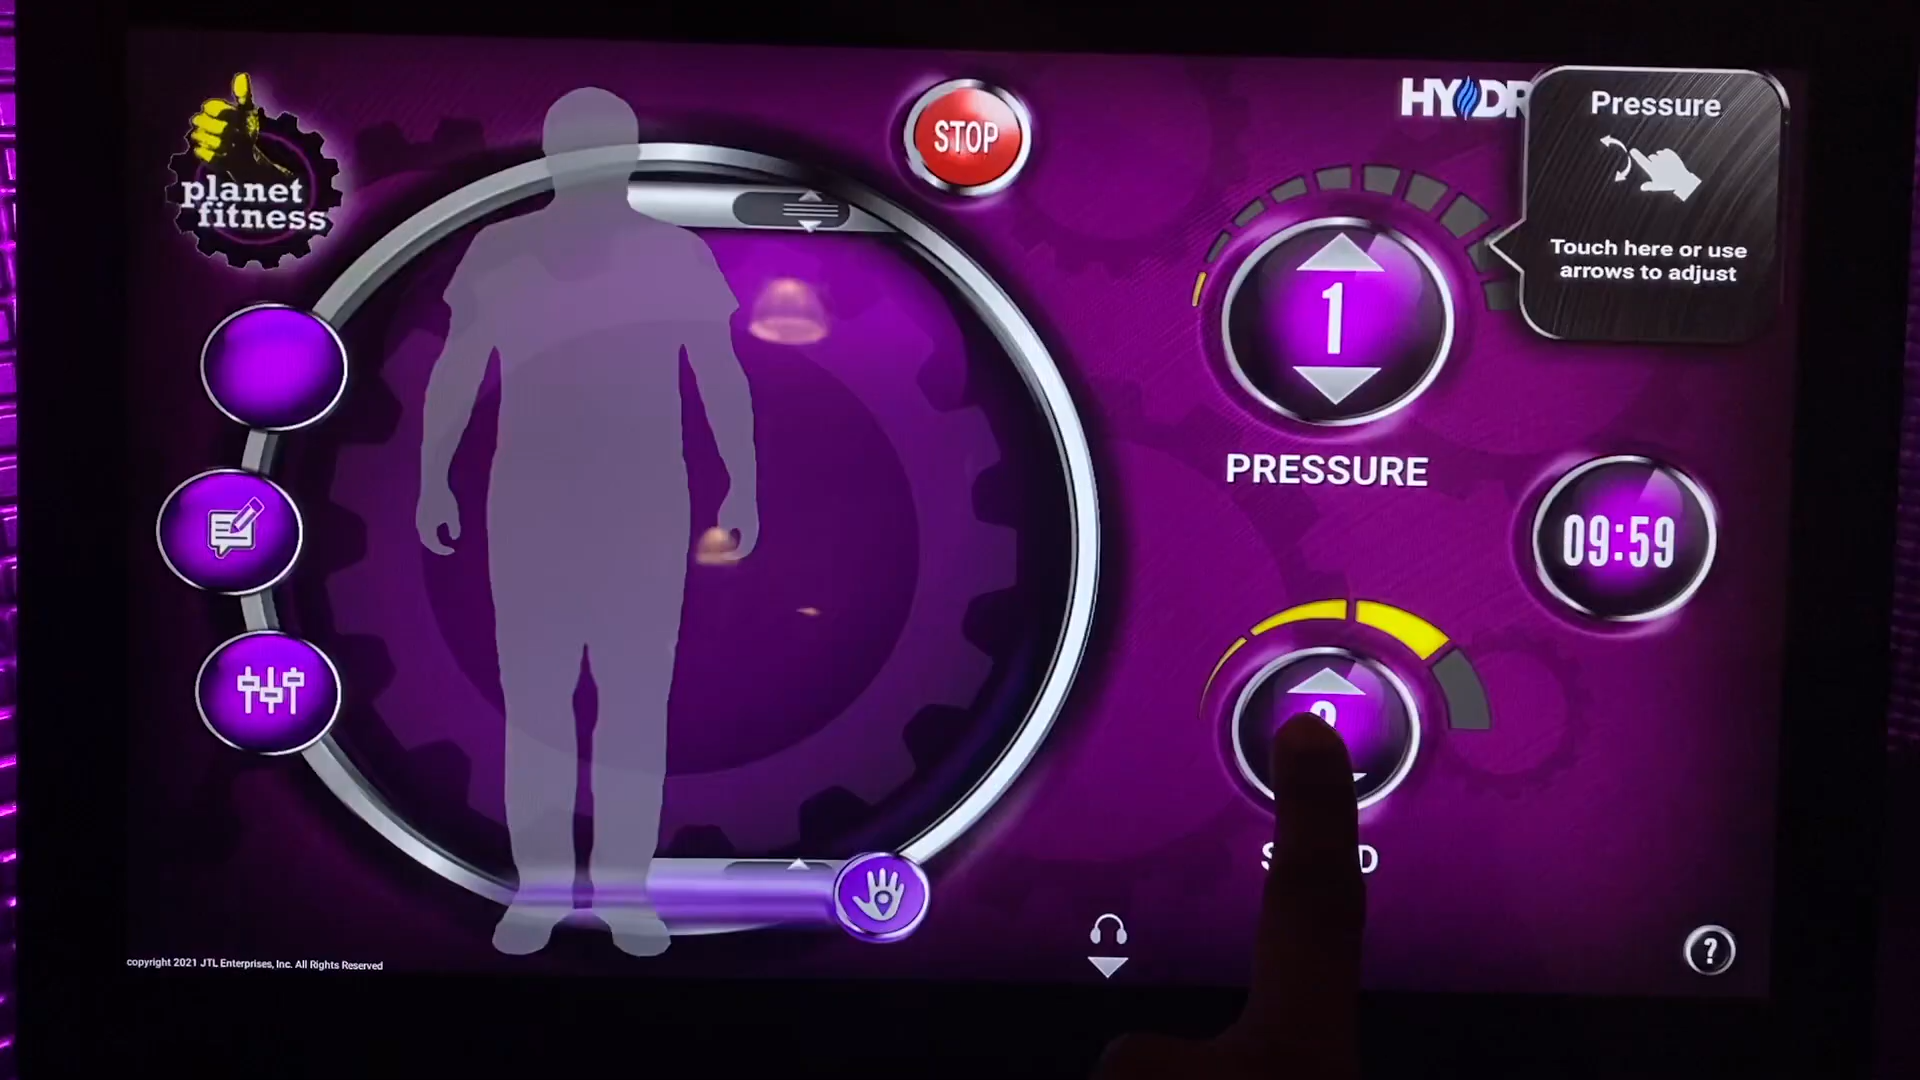 planet
fitness
STOP
HYDR
Pressure
Touch here or use
arrows to adjust
1
PRESSURE
09:59
copyright 2021 JTL Enterprises, Inc. All Rights Reserved
?